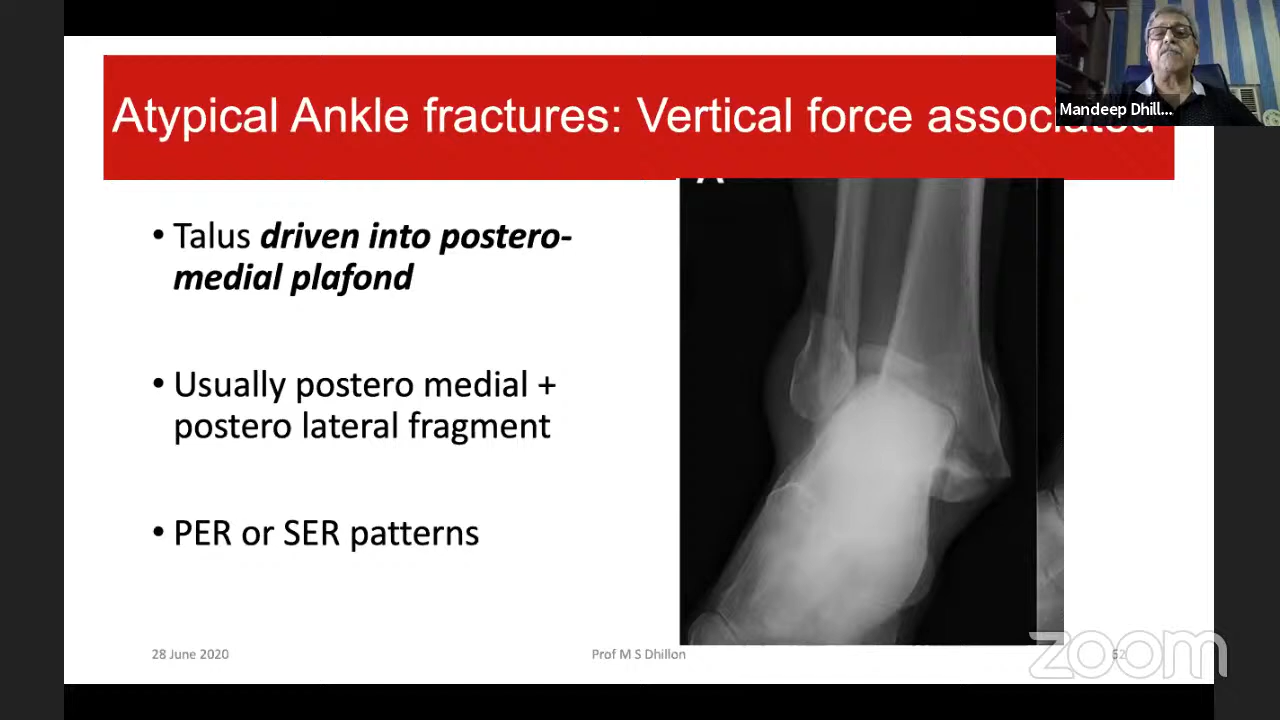 Atypical Ankle fractures: Vertical force associated
Mandeep Dhill...
• Talus driven into postero-
medial plafond
• Usually postero medial +
postero lateral fragment
• PER or SER patterns
28 June 2020
Prof M S Dhillon
zoom